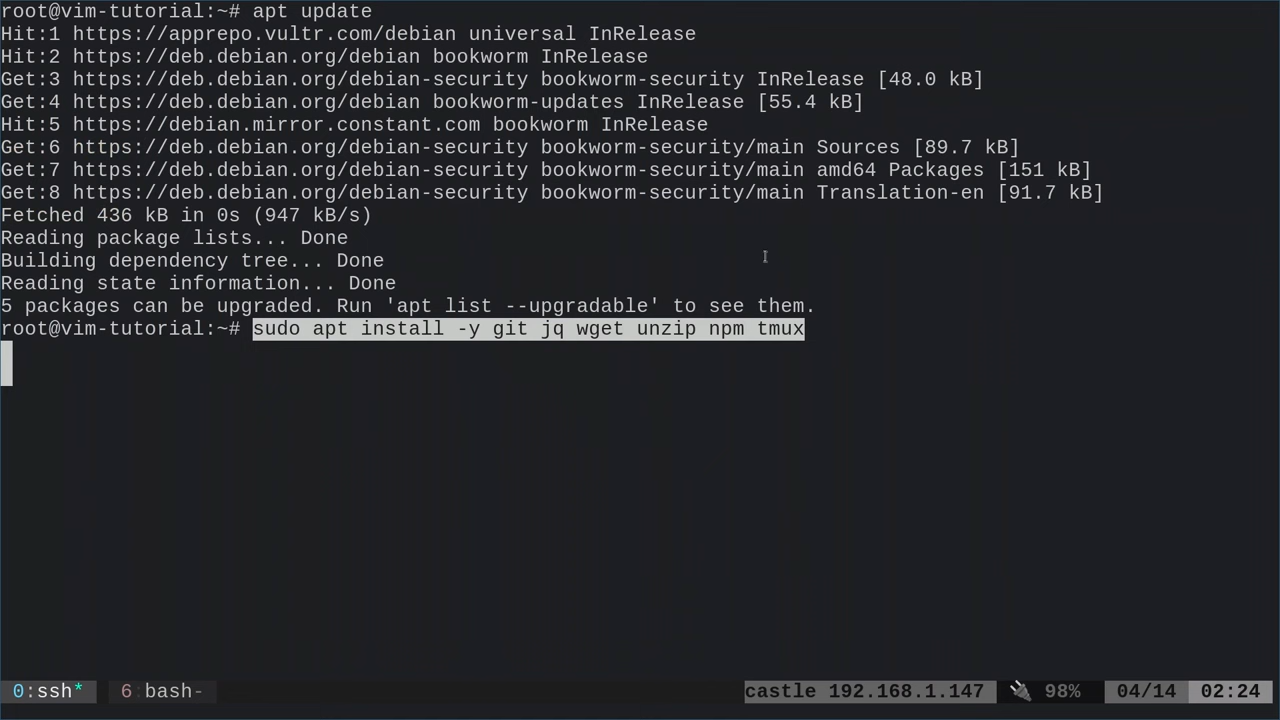 root@vim-tutorial:~# apt update
Hit:1 https://apprepo.vultr.com/debian universal InRelease
Hit:2 https://deb.debian.org/debian bookworm InRelease
Get:3 https://deb.debian.org/debian-security bookworm-security InRelease [48.0 kB]
Get:4 https://deb.debian.org/debian bookworm-updates InRelease [55.4 kB]
Hit:5 https://debian.mirror.constant.com bookworm InRelease
Get:6 https://deb.debian.org/debian-security bookworm-security/main Sources [89.7 kB]
Get:7 https://deb.debian.org/debian-security bookworm-security/main amd64 Packages [151 kB]
Get:8 https://deb.debian.org/debian-security bookworm-security/main Translation-en [91.7 kB]
Fetched 436 kB in 0s (947 kB/s)
Reading package lists... Done
Building dependency tree... Done
Reading state information... Done
5 packages can be upgraded. Run 'apt list --upgradable' to see them.
root@vim-tutorial:~# sudo apt install -y git jq wget unzip npm tmux
0:ssh* 6 bash- castle 192.168.1.147 🔌 98% 04/14 02:24